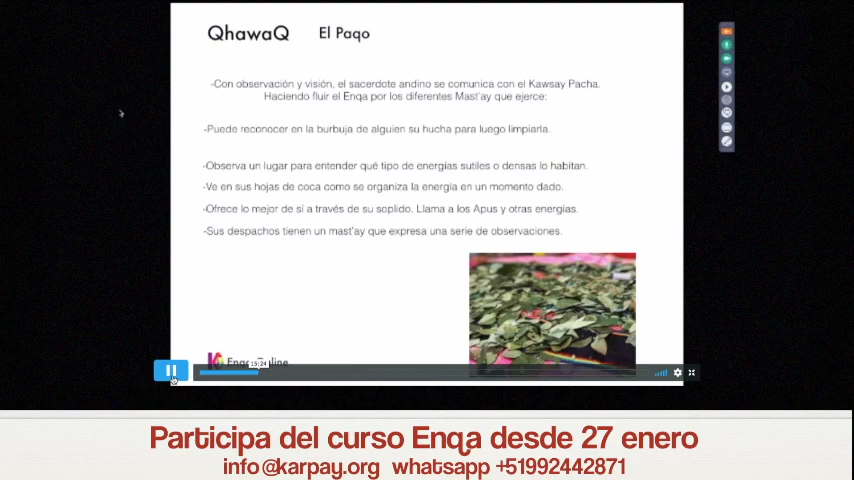 QhawaQ El Paqo
-Con observación y visión, el sacerdote andino se comunica con el Kawsay Pacha.
Haciendo fluir el Enqa por los diferentes Mast'ay que ejerce:
-Puede reconocer en la burbuja de alguien su hucha para luego limpiarla.
-Observa un lugar para entender qué tipo de energías sutiles o densas lo habitan.
-Ve en sus hojas de coca como se organiza la energía en un momento dado.
-Ofrece lo mejor de sí a través de su soplido. Llama a los Apus y otras energías.
-Sus despachos tienen un mast'ay que expresa una serie de observaciones.
15:24
Participa del curso Enqa desde 27 enero
info@karpay.org whatsapp +51992442871